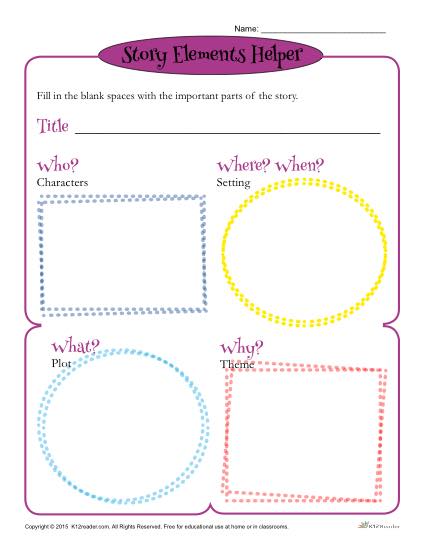 Name:
Story Elements Helper
Fill in the blank spaces with the important parts of the story.
Title
Who?
Characters
Where? When?
Setting
What?
Plot
Why?
Theme
Copyright © 2015 K12reader.com. All Rights Reserved. Free for educational use at home or in classrooms.
K12Reader